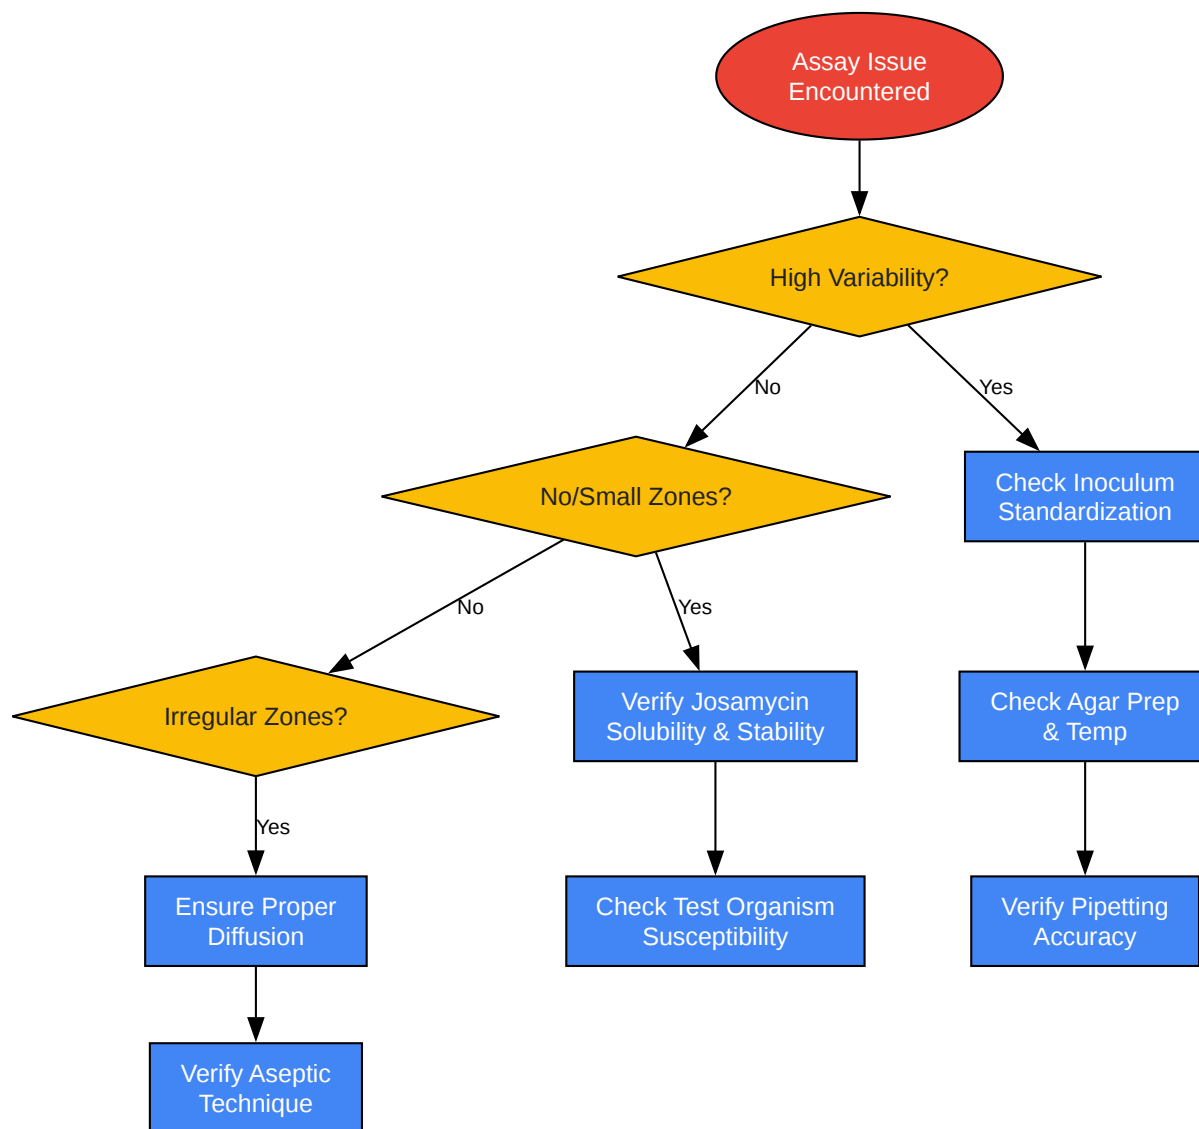 Assay Issue
Encountered
High Variability?
No
Yes
No/Small Zones?
Check Inoculum
Standardization
No
Yes
Irregular Zones?
Verify Josamycin
Solubility & Stability
Check Agar Prep
& Temp
Yes
Ensure Proper
Diffusion
Check Test Organism
Susceptibility
Verify Pipetting
Accuracy
Verify Aseptic
Technique